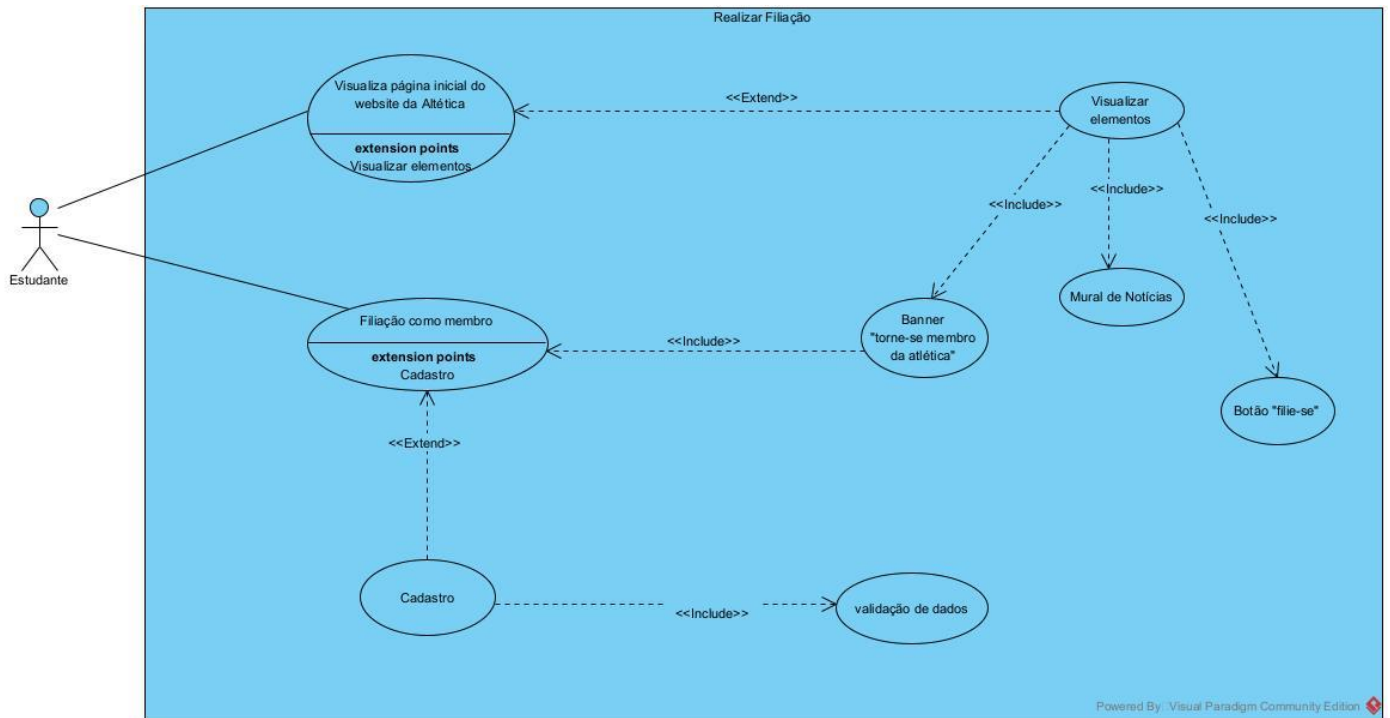 Realizar Filiação
Visualiza página inicial do
website da Altética
extension points
Visualizar elementos
<<Extend>>
Visualizar
elementos
<<Include>>
<<Include>>
<<Include>>
Estudante
Mural de Notícias
Filiação como membro
extension points
Cadastro
<<Include>>
Banner
"torne-se membro
da atlética"
Botão "filie-se"
<<Extend>>
Cadastro
<<Include>>
validação de dados
Powered By Visual Paradigm Community Edition